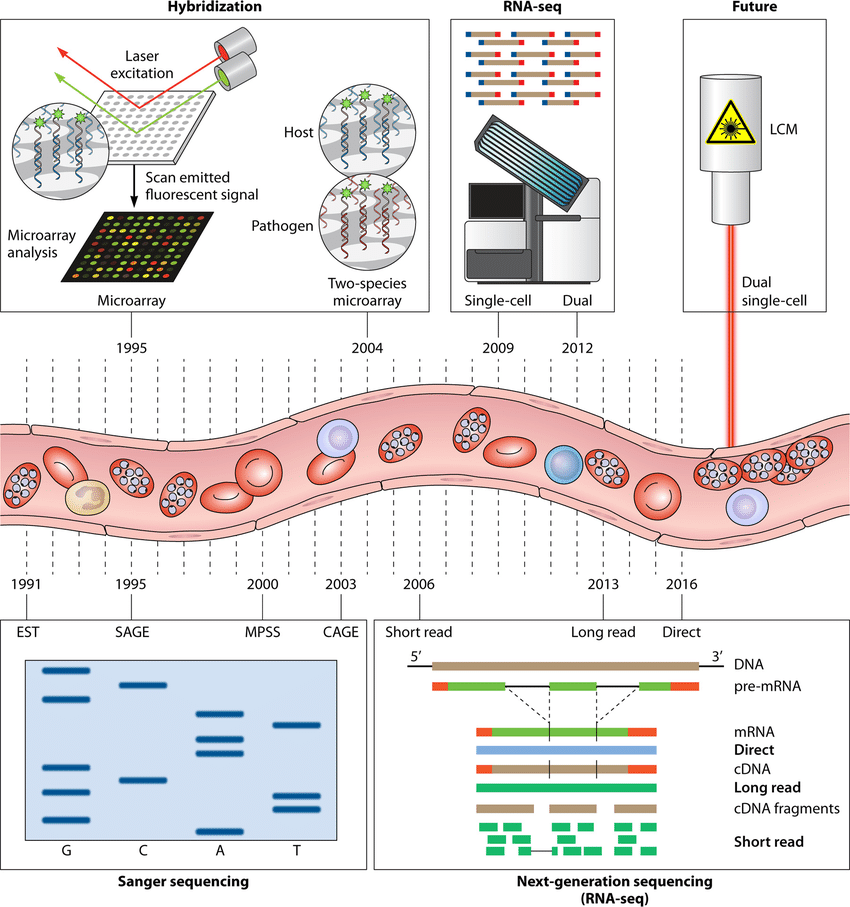 Hybridization
Laser
excitation
Scan emitted
fluorescent signal
Microarray
analysis
Microarray
Host
Pathogen
Two-species
microarray
RNA-seq
Single-cell
Dual
Future
LCM
Dual
single-cell
1995
2004
2009
2012
1991
1995
2000
2003
2006
2013
2016
EST
SAGE
MPSS
CAGE
G
C
A
T
Sanger sequencing
Short read
Long read
Direct
5’
3’
DNA
pre-mRNA
mRNA
Direct
cDNA
Long read
cDNA fragments
Short read
Next-generation sequencing
(RNA-seq)